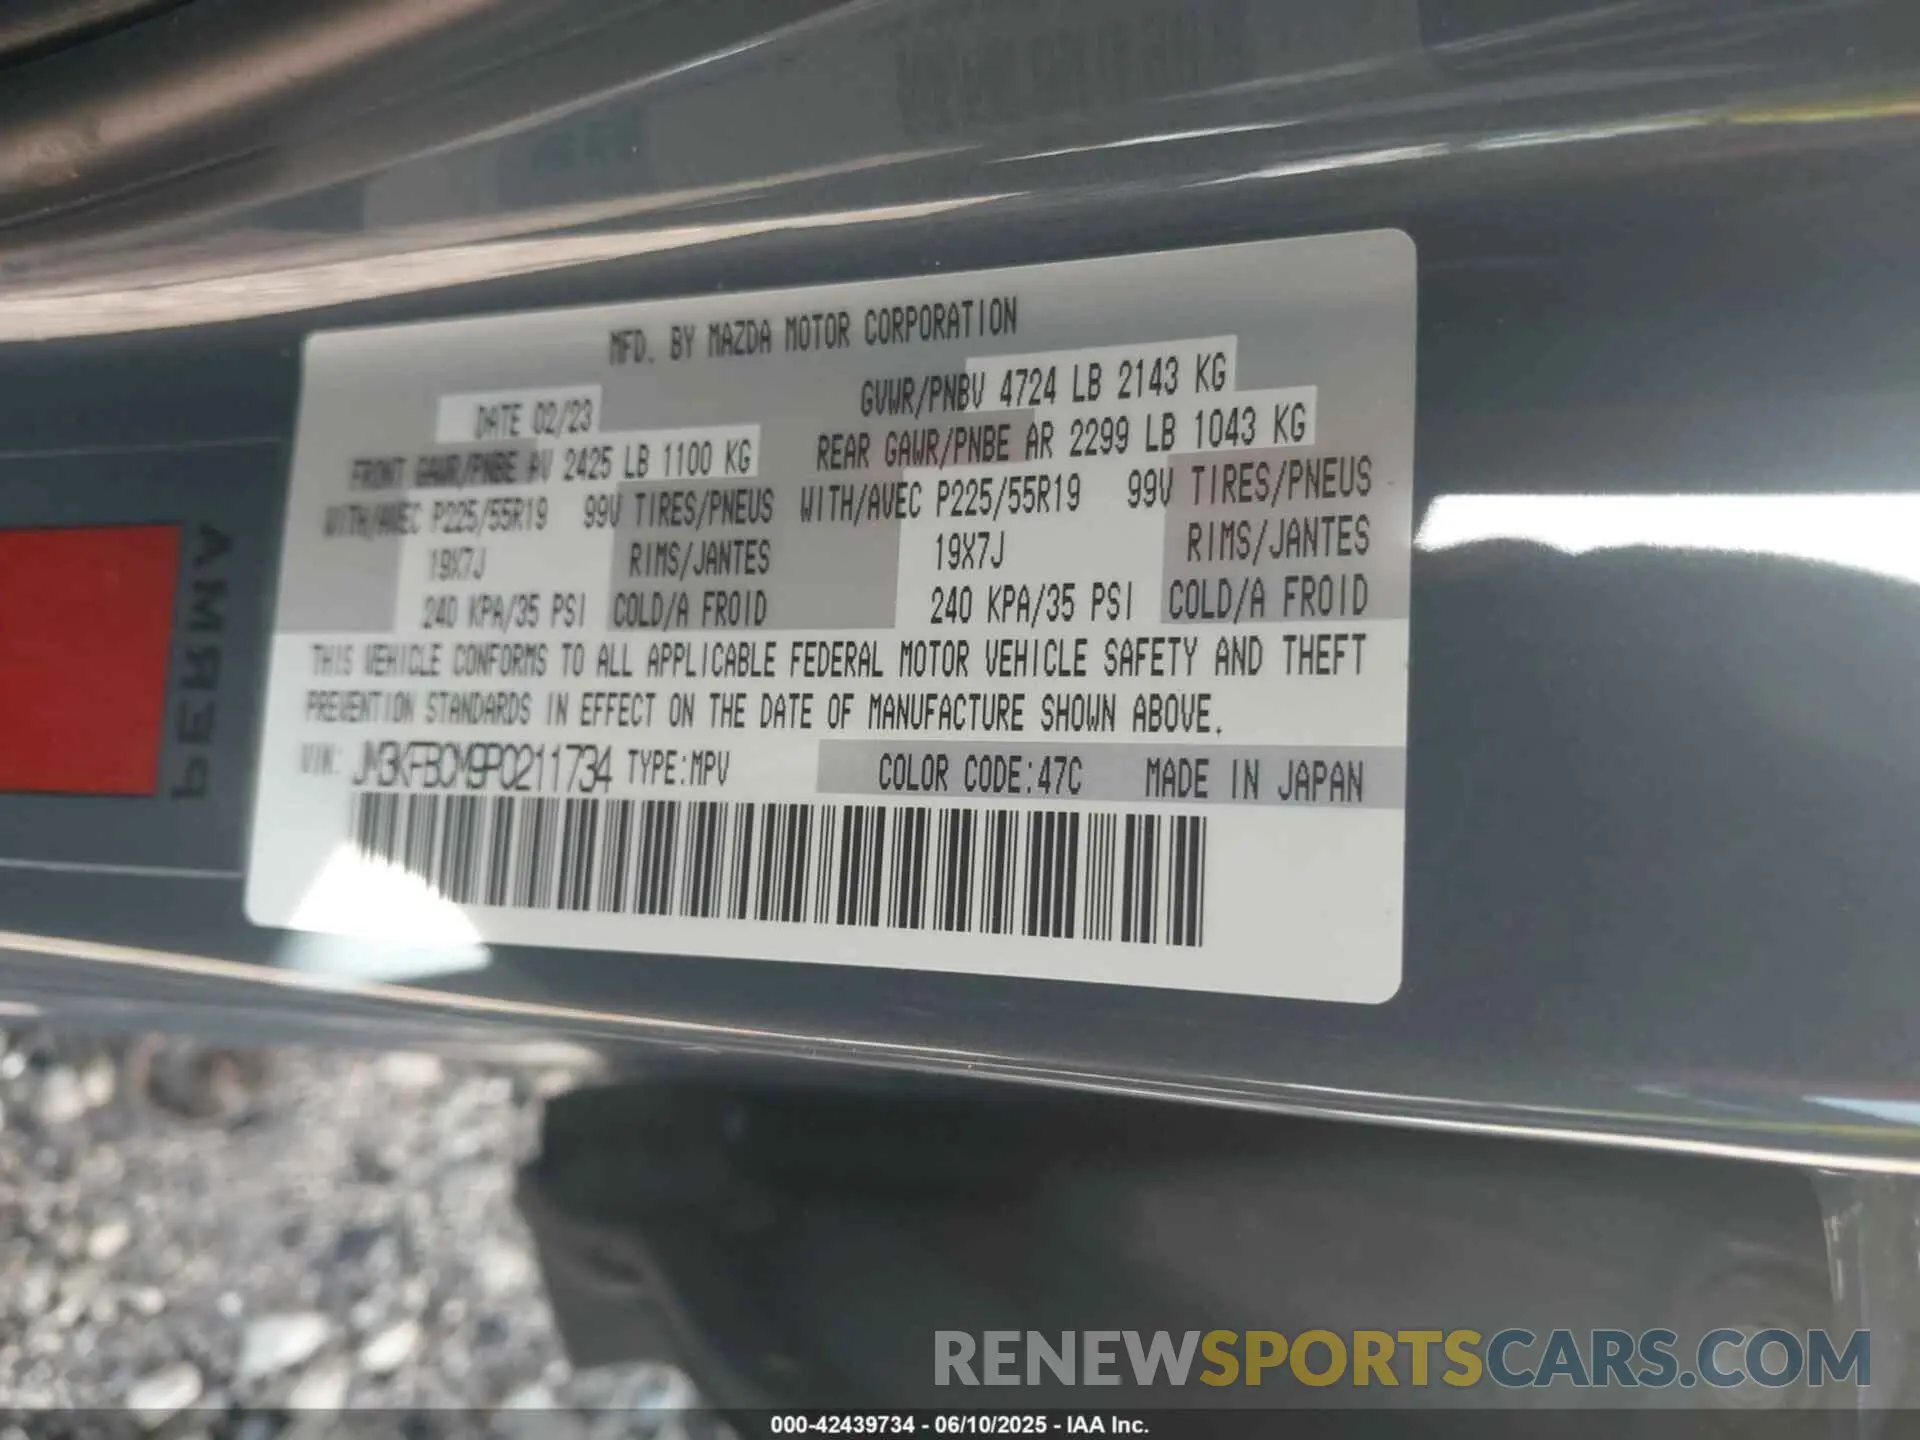 MFD. BY MAZDA MOTOR CORPORATION
DATE 02/23 GVWR/PNBV 4724 LB 2143 KG
FRONT GAWR/PNBE AV 2425 LB 1100 KG REAR GAWR/PNBE AR 2299 LB 1043 KG
WITH/AVEC P225/55R19 99V TIRES/PNEUS WITH/AVEC P225/55R19 99V TIRES/PNEUS
19X7J RIMS/JANTES 19X7J RIMS/JANTES
240 KPA/35 PSI COLD/A FROID 240 KPA/35 PSI COLD/A FROID
THIS VEHICLE CONFORMS TO ALL APPLICABLE FEDERAL MOTOR VEHICLE SAFETY AND THEFT
PREVENTION STANDARDS IN EFFECT ON THE DATE OF MANUFACTURE SHOWN ABOVE.
VIN: JM3KFBCM9P0211734 TYPE:MPV COLOR CODE:47C MADE IN JAPAN
PERMA
RENEWSPORTSCARS.COM
000-42439734 - 06/10/2025 - IAA Inc.